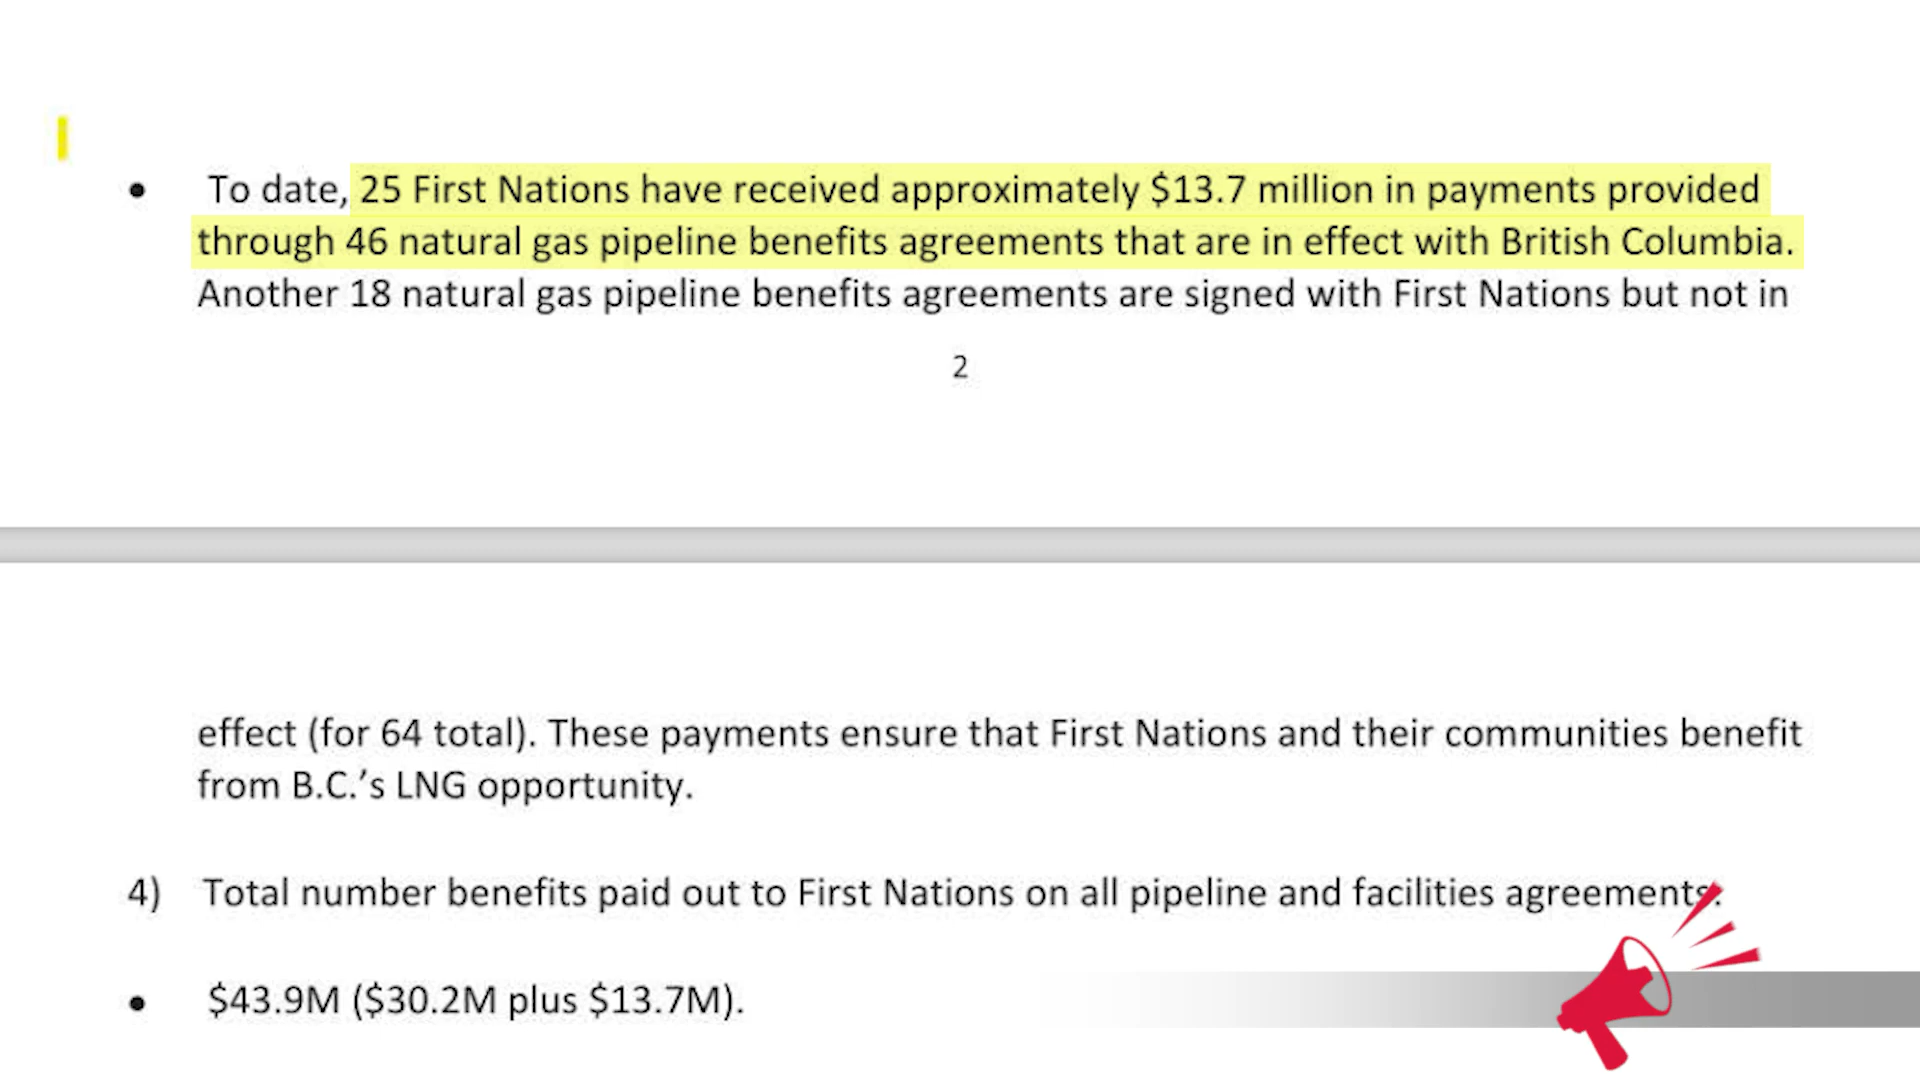 • To date, 25 First Nations have received approximately $13.7 million in payments provided
through 46 natural gas pipeline benefits agreements that are in effect with British Columbia.
Another 18 natural gas pipeline benefits agreements are signed with First Nations but not in
2
effect (for 64 total). These payments ensure that First Nations and their communities benefit
from B.C.’s LNG opportunity.
4) Total number benefits paid out to First Nations on all pipeline and facilities agreements:
• $43.9M ($30.2M plus $13.7M).